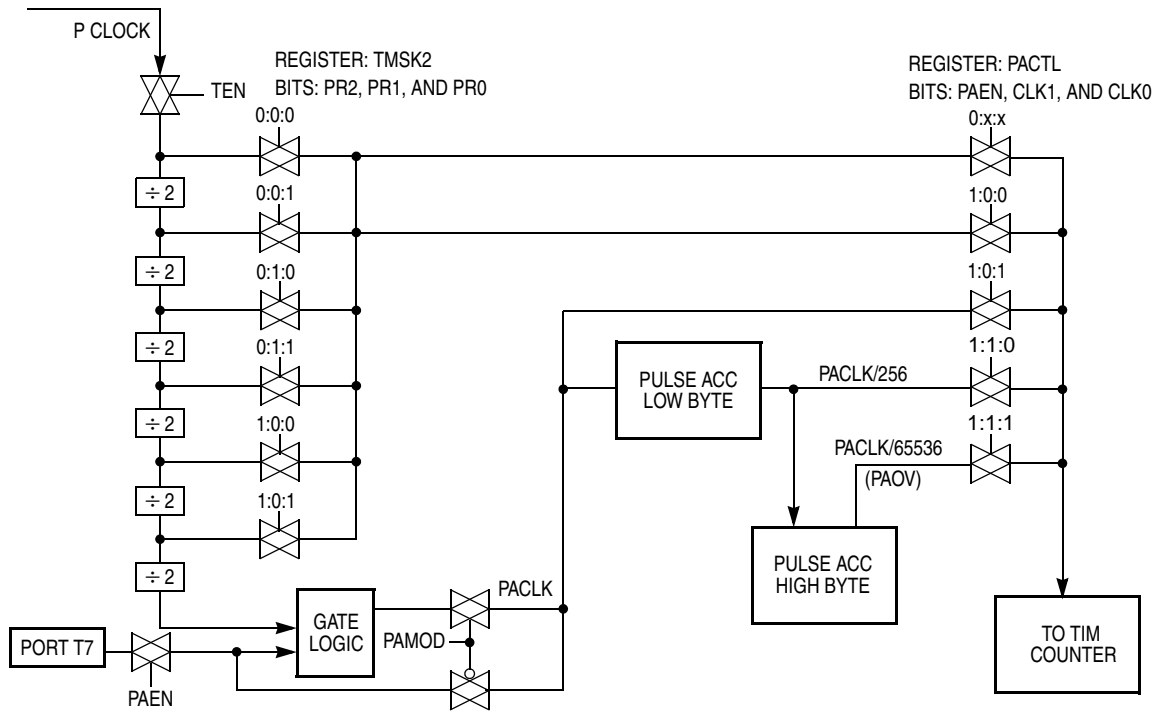 P CLOCK
TEN
REGISTER: TMSK2
BITS: PR2, PR1, AND PR0
0:0:0
÷ 2
0:0:1
÷ 2
0:1:0
÷ 2
0:1:1
÷ 2
1:0:0
÷ 2
1:0:1
÷ 2
REGISTER: PACTL
BITS: PAEN, CLK1, AND CLK0
0:x:x
1:0:0
1:0:1
1:1:0
1:1:1
PULSE ACC
LOW BYTE
PACLK/256
PACLK/65536
(PAOV)
PULSE ACC
HIGH BYTE
PORT T7
PAEN
GATE
LOGIC
PACLK
PAMOD
TO TIM
COUNTER